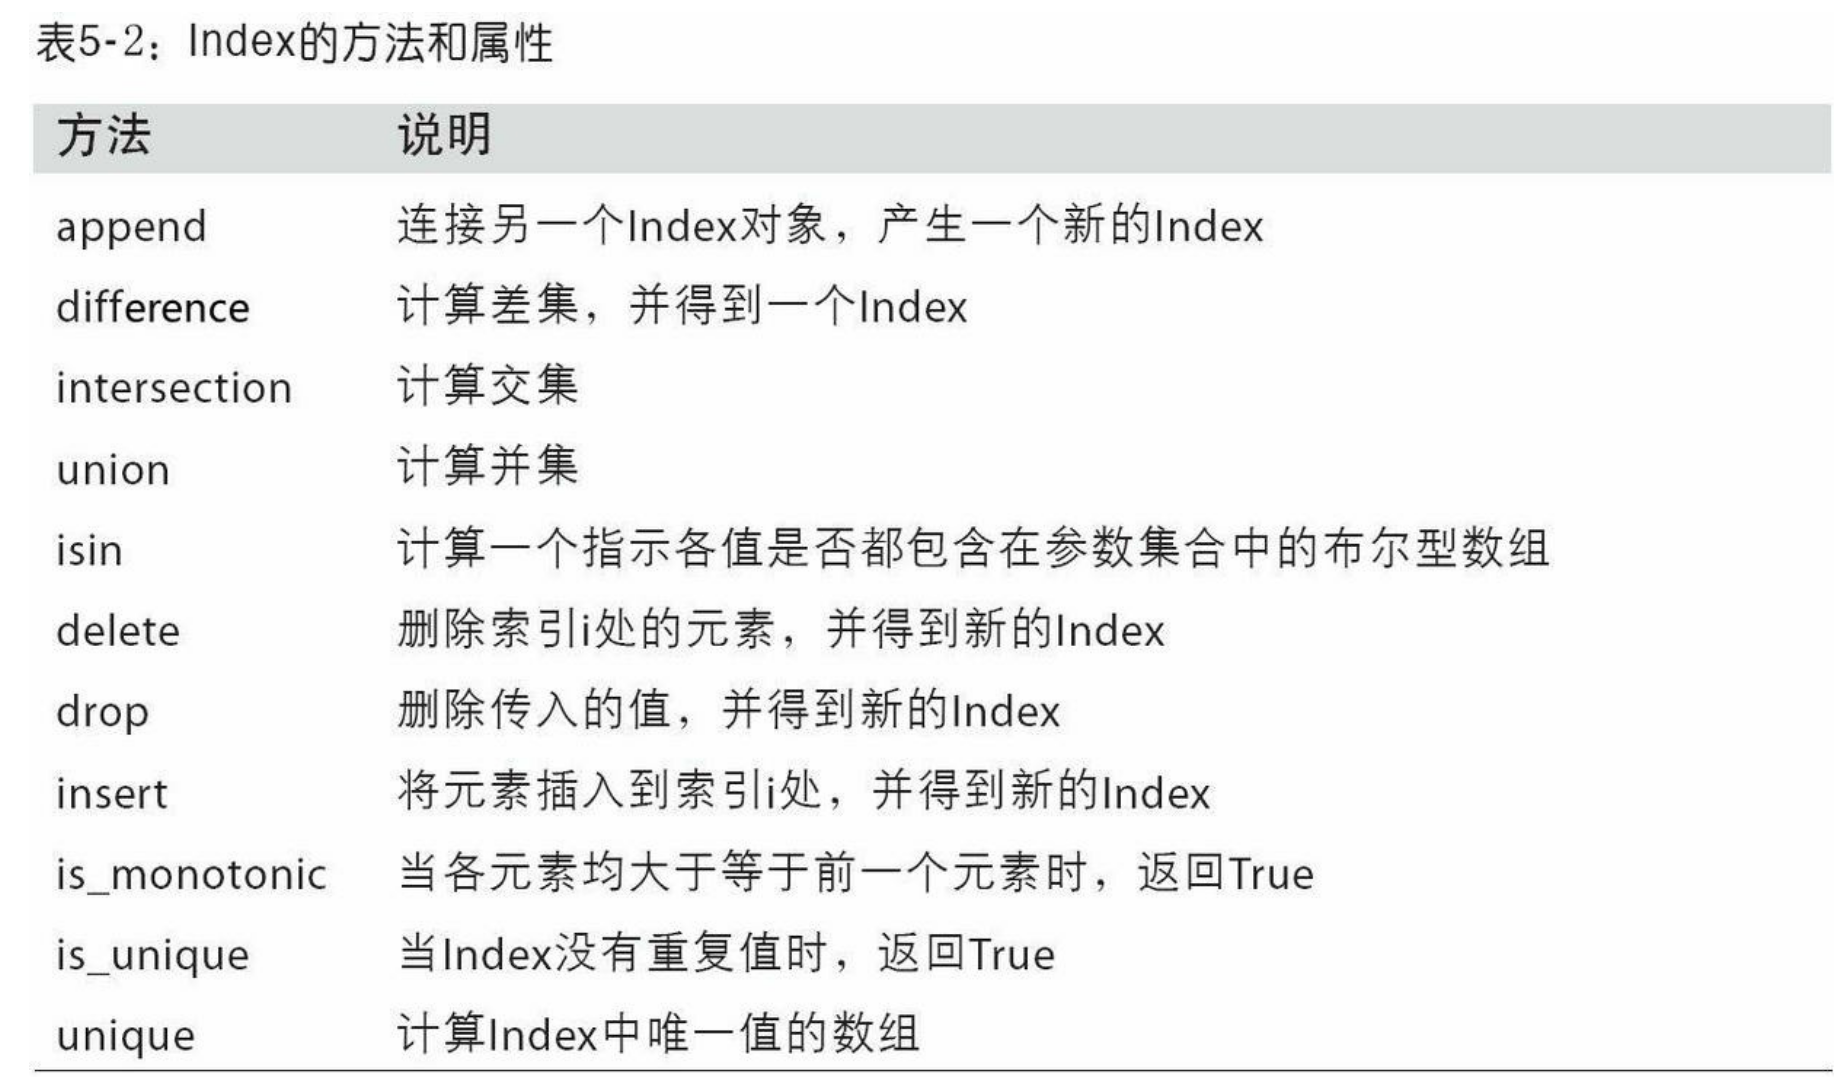 表5-2：Index的方法和属性
方法 说明
append 连接另一个Index对象，产生一个新的Index
difference 计算差集，并得到一个Index
intersection 计算交集
union 计算并集
isin 计算一个指示各值是否都包含在参数集合中的布尔型数组
delete 删除索引i处的元素，并得到新的Index
drop 删除传入的值，并得到新的Index
insert 将元素插入到索引i处，并得到新的Index
is_monotonic 当各元素均大于等于前一个元素时，返回True
is_unique 当Index没有重复值时，返回True
unique 计算Index中唯一值的数组